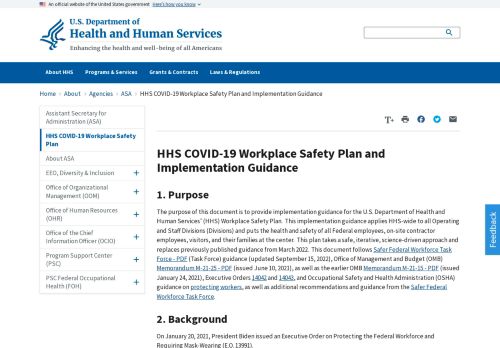 An official website of the United States government Here's how you know
U.S. Department of
Health and Human Services
Enhancing the health and well-being of all Americans
About HHS Programs & Services Grants & Contracts Laws & Regulations
Home › About › Agencies › ASA › HHS COVID-19 Workplace Safety Plan and Implementation Guidance
Assistant Secretary for
Administration (ASA)
HHS COVID-19 Workplace Safety
Plan
About ASA
EEO, Diversity & Inclusion +
Office of Organizational
Management (OOM) +
Office of Human Resources
(OHR) +
Office of the Chief
Information Officer (OCIO) +
Program Support Center
(PSC) +
PSC Federal Occupational
Health (FOH) +
T+
HHS COVID-19 Workplace Safety Plan and
Implementation Guidance
1. Purpose
The purpose of this document is to provide implementation guidance for the U.S. Department of Health and
Human Services' (HHS) Workplace Safety Plan. This implementation guidance applies HHS-wide to all Operating
and Staff Divisions (Divisions) and puts the health and safety of all Federal employees, on-site contractor
employees, visitors, and their families at the center. This plan takes a safe, iterative, science-driven approach and
replaces previously published guidance from March 2022. This document follows Safer Federal Workforce Task
Force - PDF (Task Force) guidance (updated September 15, 2022), Office of Management and Budget (OMB)
Memorandum M-21-25 - PDF (issued June 10, 2021), as well as the earlier OMB Memorandum M-21-15 - PDF (issued
January 24, 2021), Executive Orders 14042 and 14043, and Occupational Safety and Health Administration (OSHA)
guidance on protecting workers, as well as additional recommendations and guidance from the Safer Federal
Workforce Task Force.
2. Background
On January 20, 2021, President Biden issued an Executive Order on Protecting the Federal Workforce and
Requiring Mask-Wearing (E.O. 13991).
Feedback